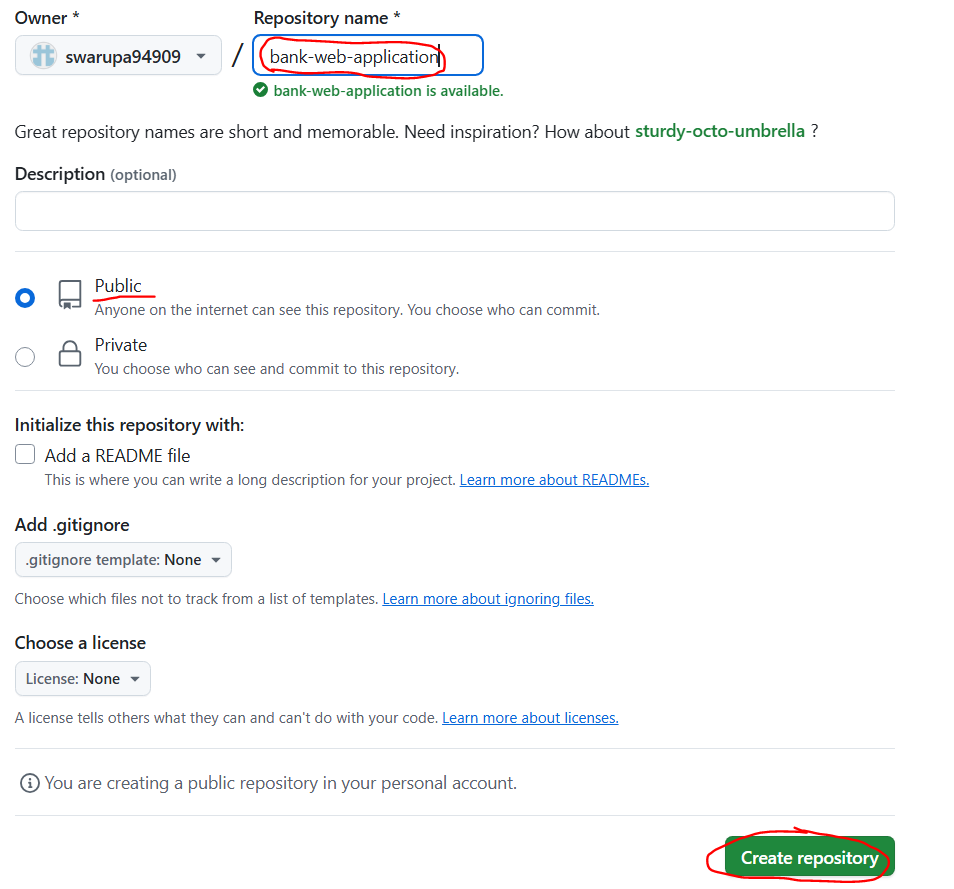 Owner * Repository name *
swarupa94909 / bank-web-application
bank-web-application is available.
Great repository names are short and memorable. Need inspiration? How about sturdy-octo-umbrella ?
Description (optional)
Public
Anyone on the internet can see this repository. You choose who can commit.
Private
You choose who can see and commit to this repository.
Initialize this repository with:
Add a README file
This is where you can write a long description for your project. Learn more about READMEs.
Add .gitignore
.gitignore template: None
Choose which files not to track from a list of templates. Learn more about ignoring files.
Choose a license
License: None
A license tells others what they can and can't do with your code. Learn more about licenses.
You are creating a public repository in your personal account.
Create repository